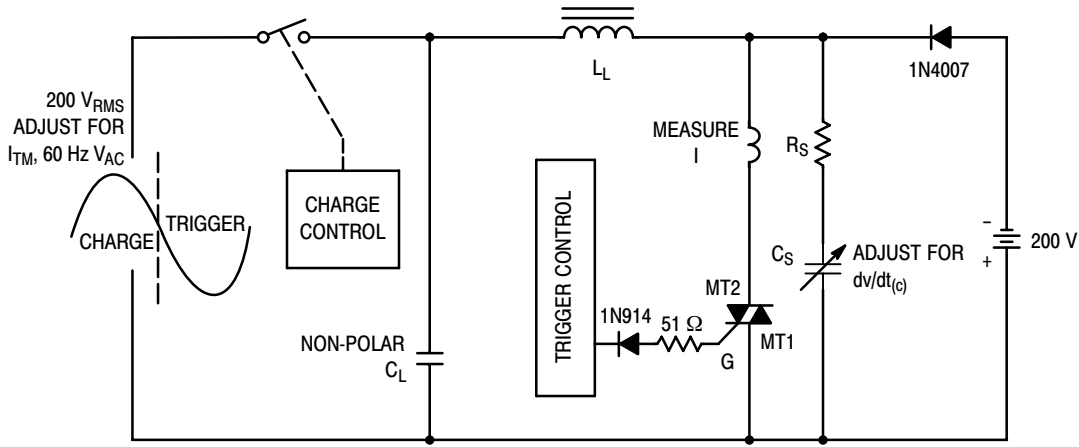 200 V_RMS
ADJUST FOR
I_TM, 60 Hz V_AC
CHARGE
TRIGGER
CHARGE
CONTROL
NON-POLAR
C_L
L_L
TRIGGER CONTROL
MEASURE
I
1N914
51 Ω
MT2
MT1
G
R_S
C_S
ADJUST FOR
dv/dt_(c)
1N4007
−
+
200 V